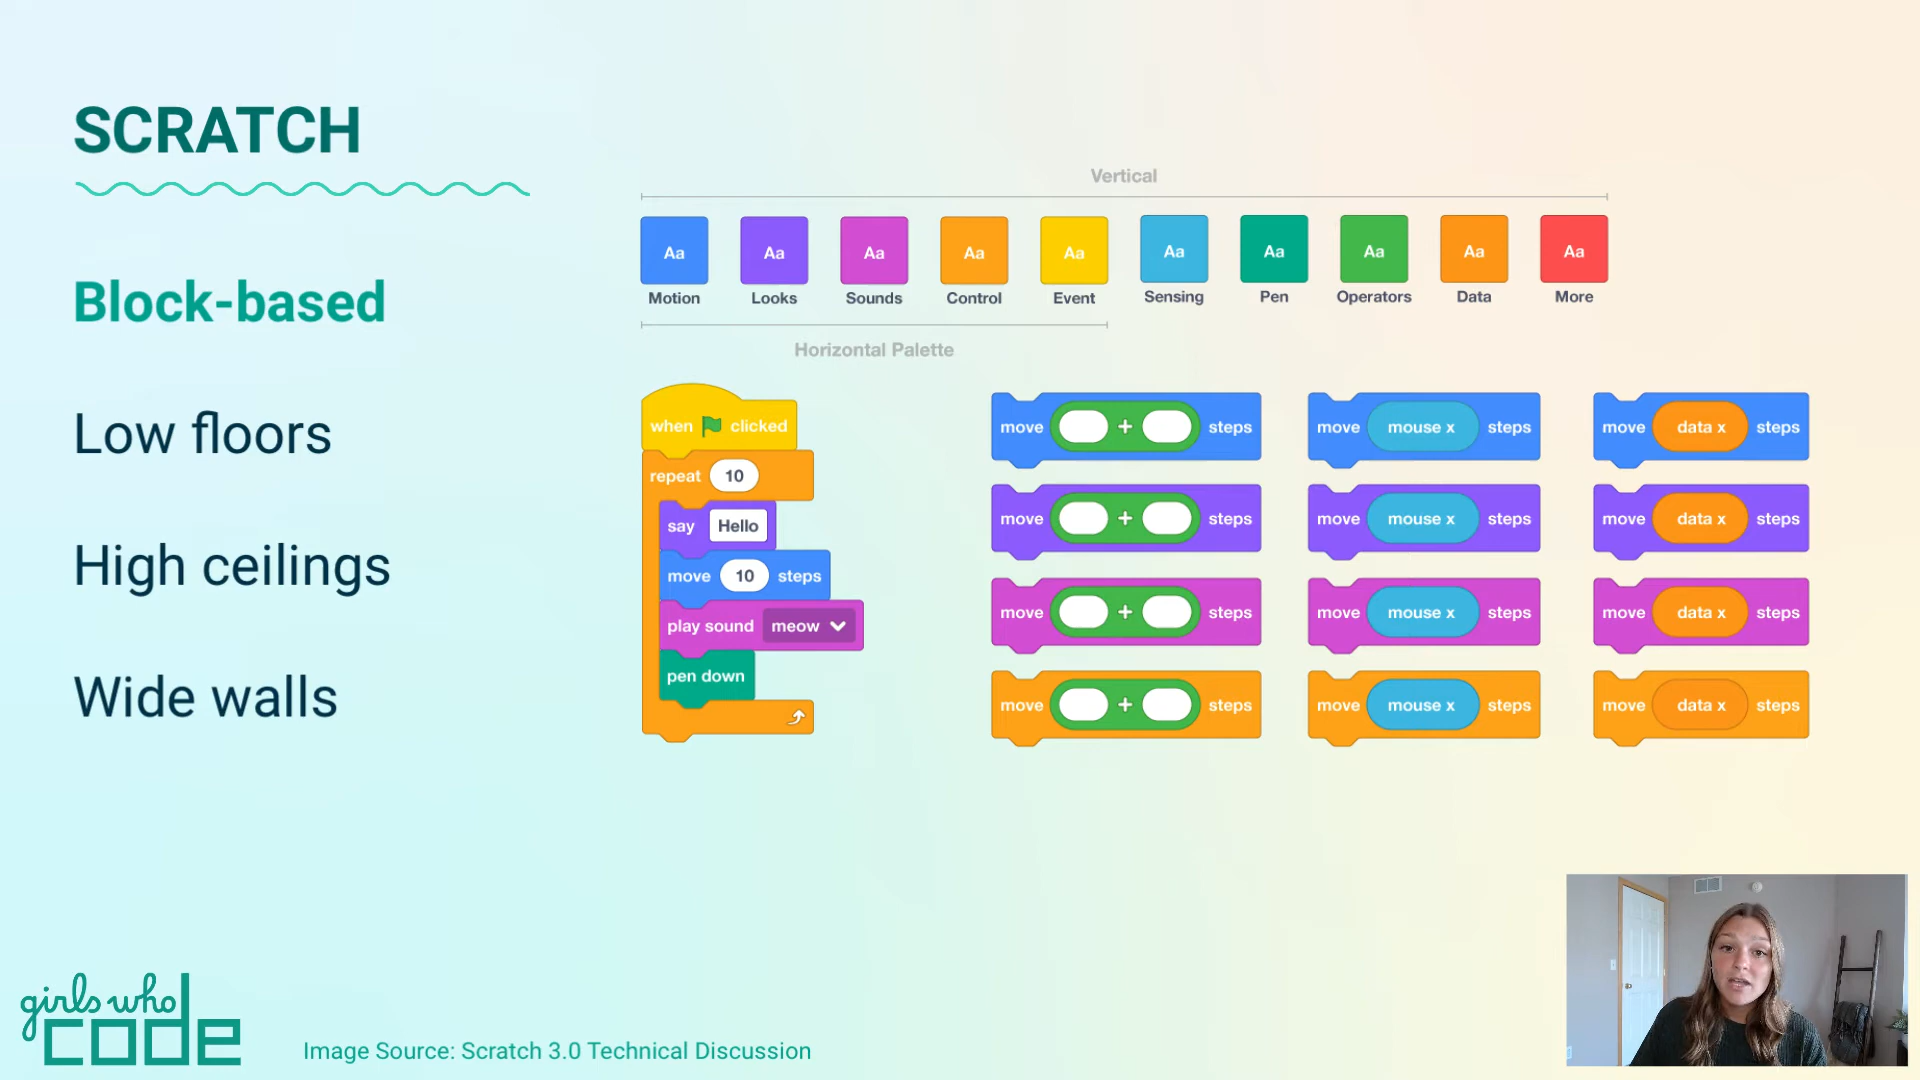 SCRATCH
Block-based
Low floors
High ceilings
Wide walls
Vertical
Aa Aa Aa Aa Aa Aa Aa Aa Aa Aa
Motion Looks Sounds Control Event Sensing Pen Operators Data More
Horizontal Palette
when clicked
repeat 10
say Hello
move 10 steps
play sound meow
pen down
move + steps move mouse x steps move data x steps
move + steps move mouse x steps move data x steps
move + steps move mouse x steps move data x steps
move + steps move mouse x steps move data x steps
girls who
code
Image Source: Scratch 3.0 Technical Discussion